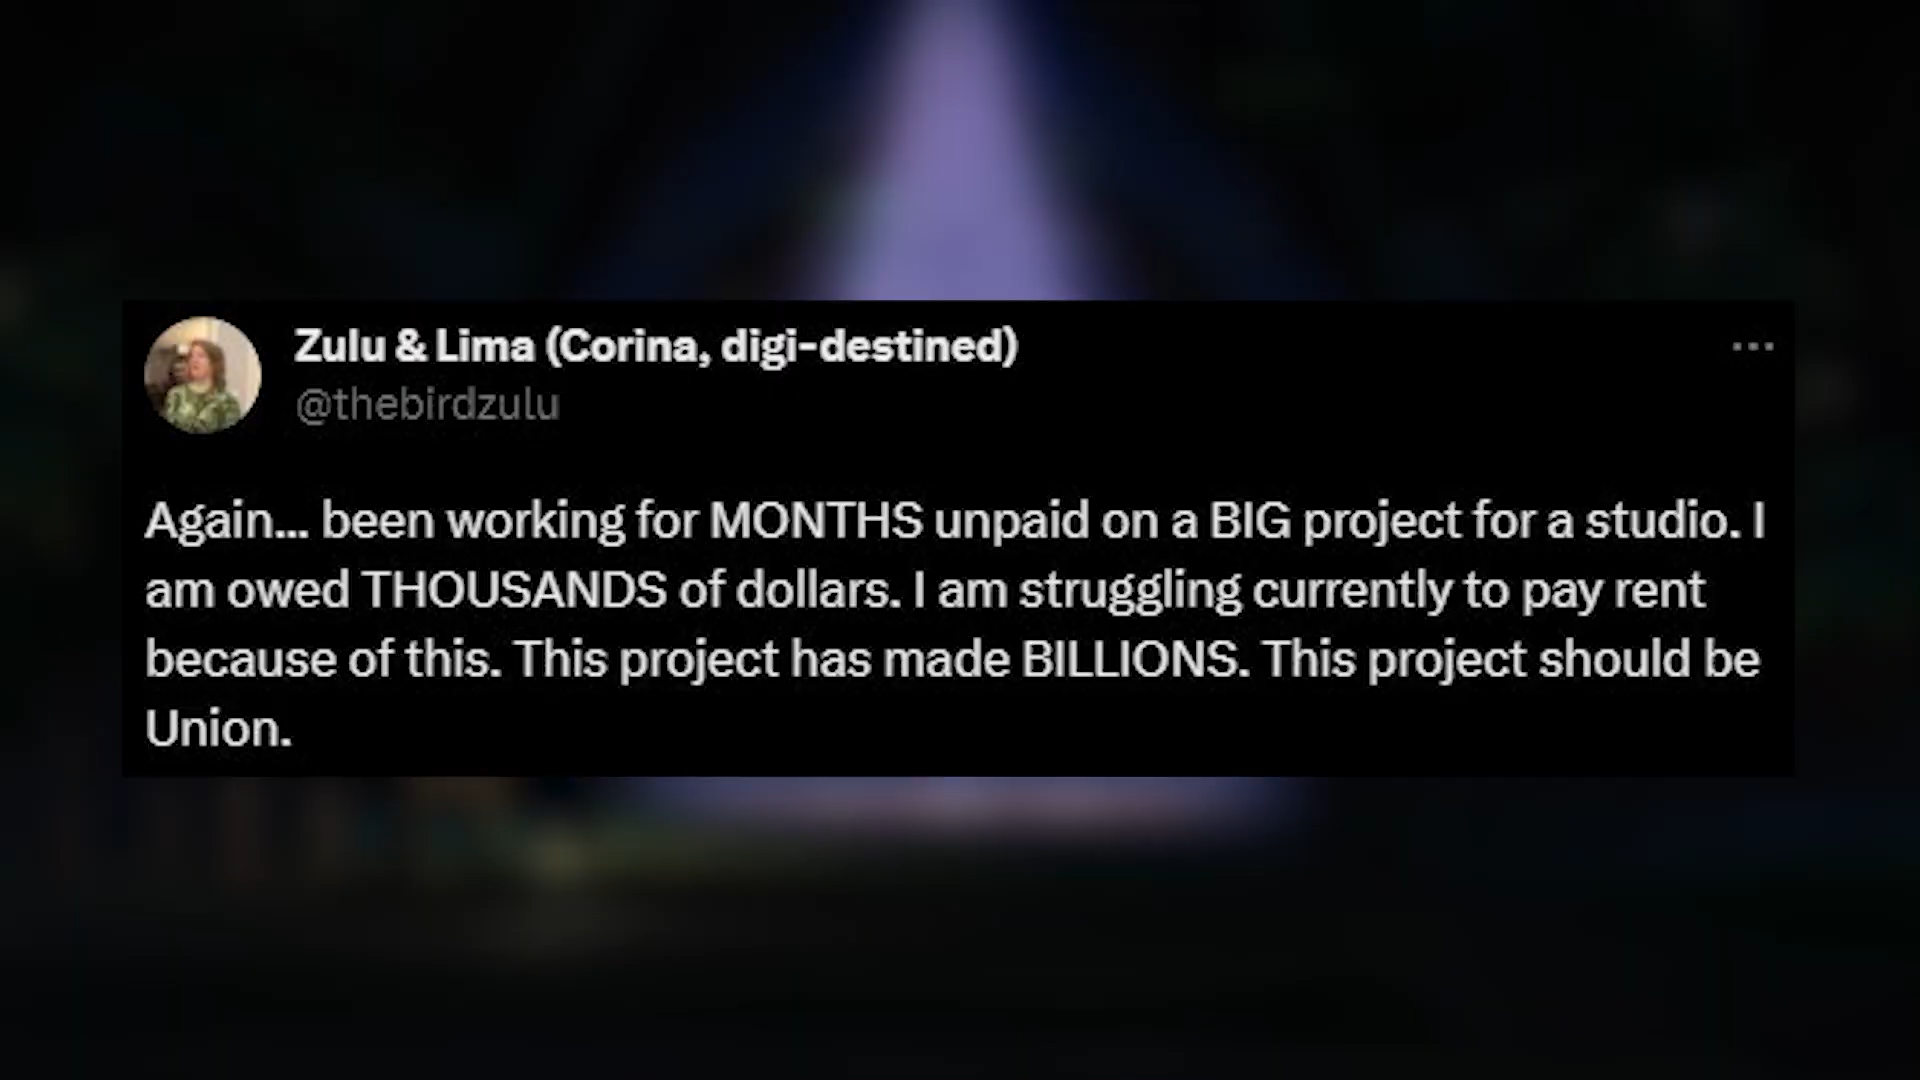 Zulu & Lima (Corina, digi-destined)
@thebirdzulu
Again... been working for MONTHS unpaid on a BIG project for a studio. I
am owed THOUSANDS of dollars. I am struggling currently to pay rent
because of this. This project has made BILLIONS. This project should be
Union.